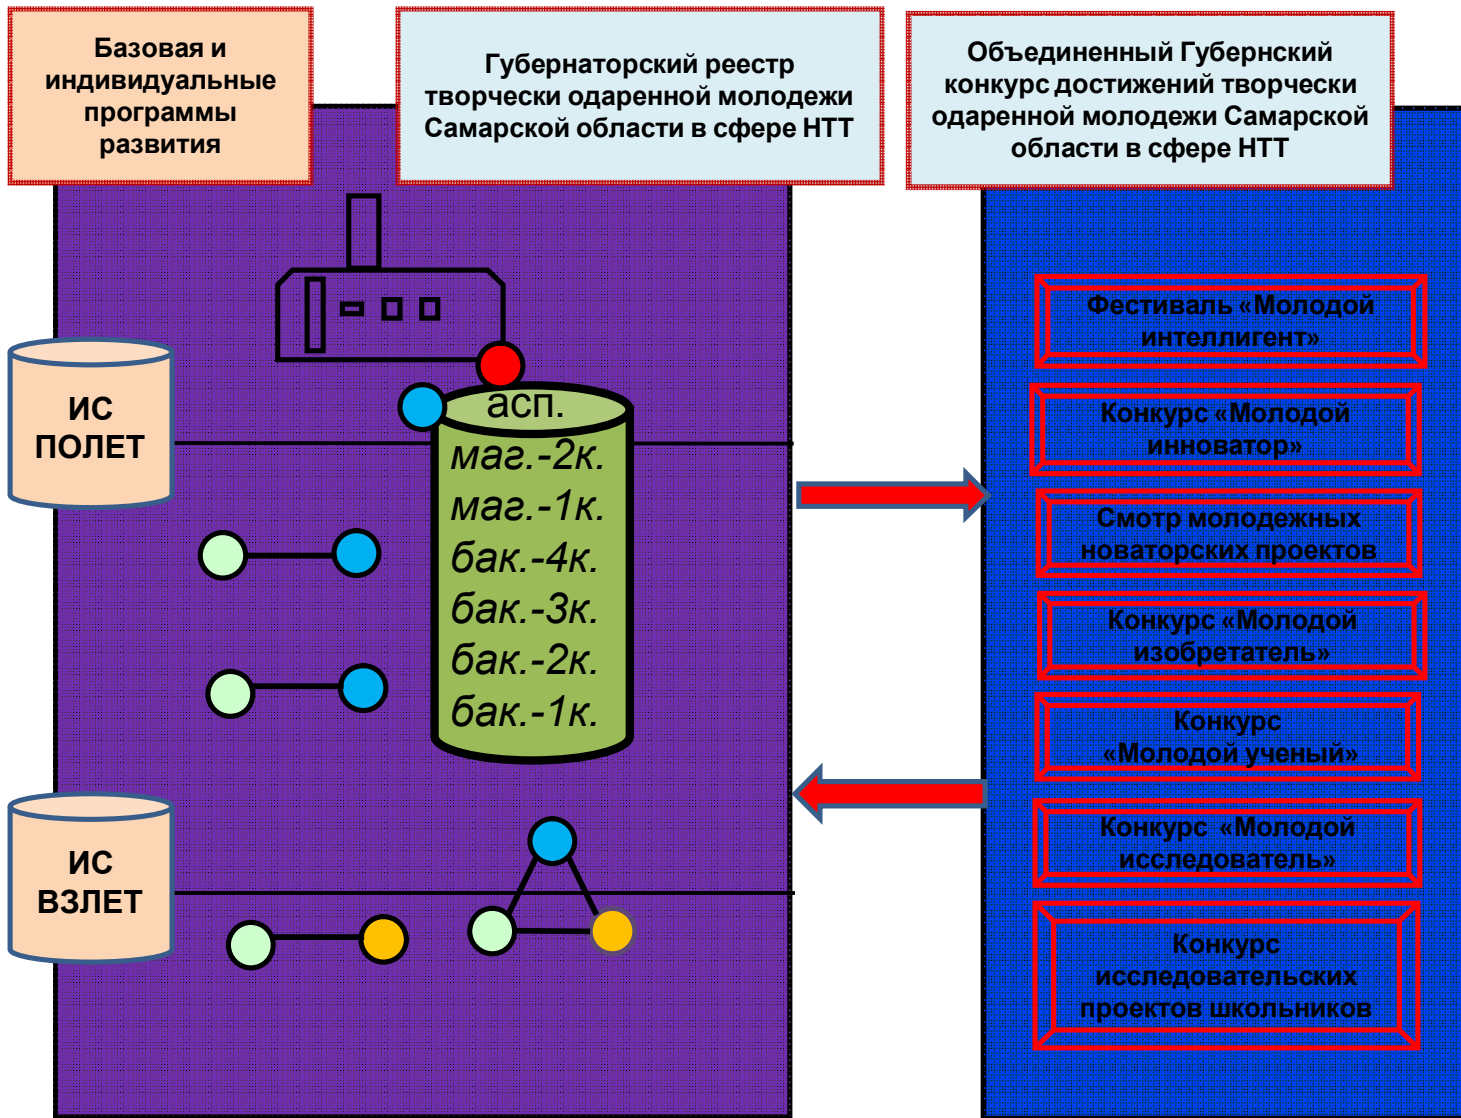 Базовая и
индивидуальные
программы
развития
Губернаторский реестр
творчески одаренной молодежи
Самарской области в сфере НТТ
Объединенный Губернский
конкурс достижений творчески
одаренной молодежи Самарской
области в сфере НТТ
ИС
ПОЛЕТ
асп.
маг.-2к.
маг.-1к.
бак.-4к.
бак.-3к.
бак.-2к.
бак.-1к.
ИС
ВЗЛЕТ
Фестиваль «Молодой
интеллигент»
Конкурс «Молодой
инноватор»
Смотр молодежных
новаторских проектов
Конкурс «Молодой
изобретатель»
Конкурс
«Молодой ученый»
Конкурс «Молодой
исследователь»
Конкурс
исследовательских
проектов школьников